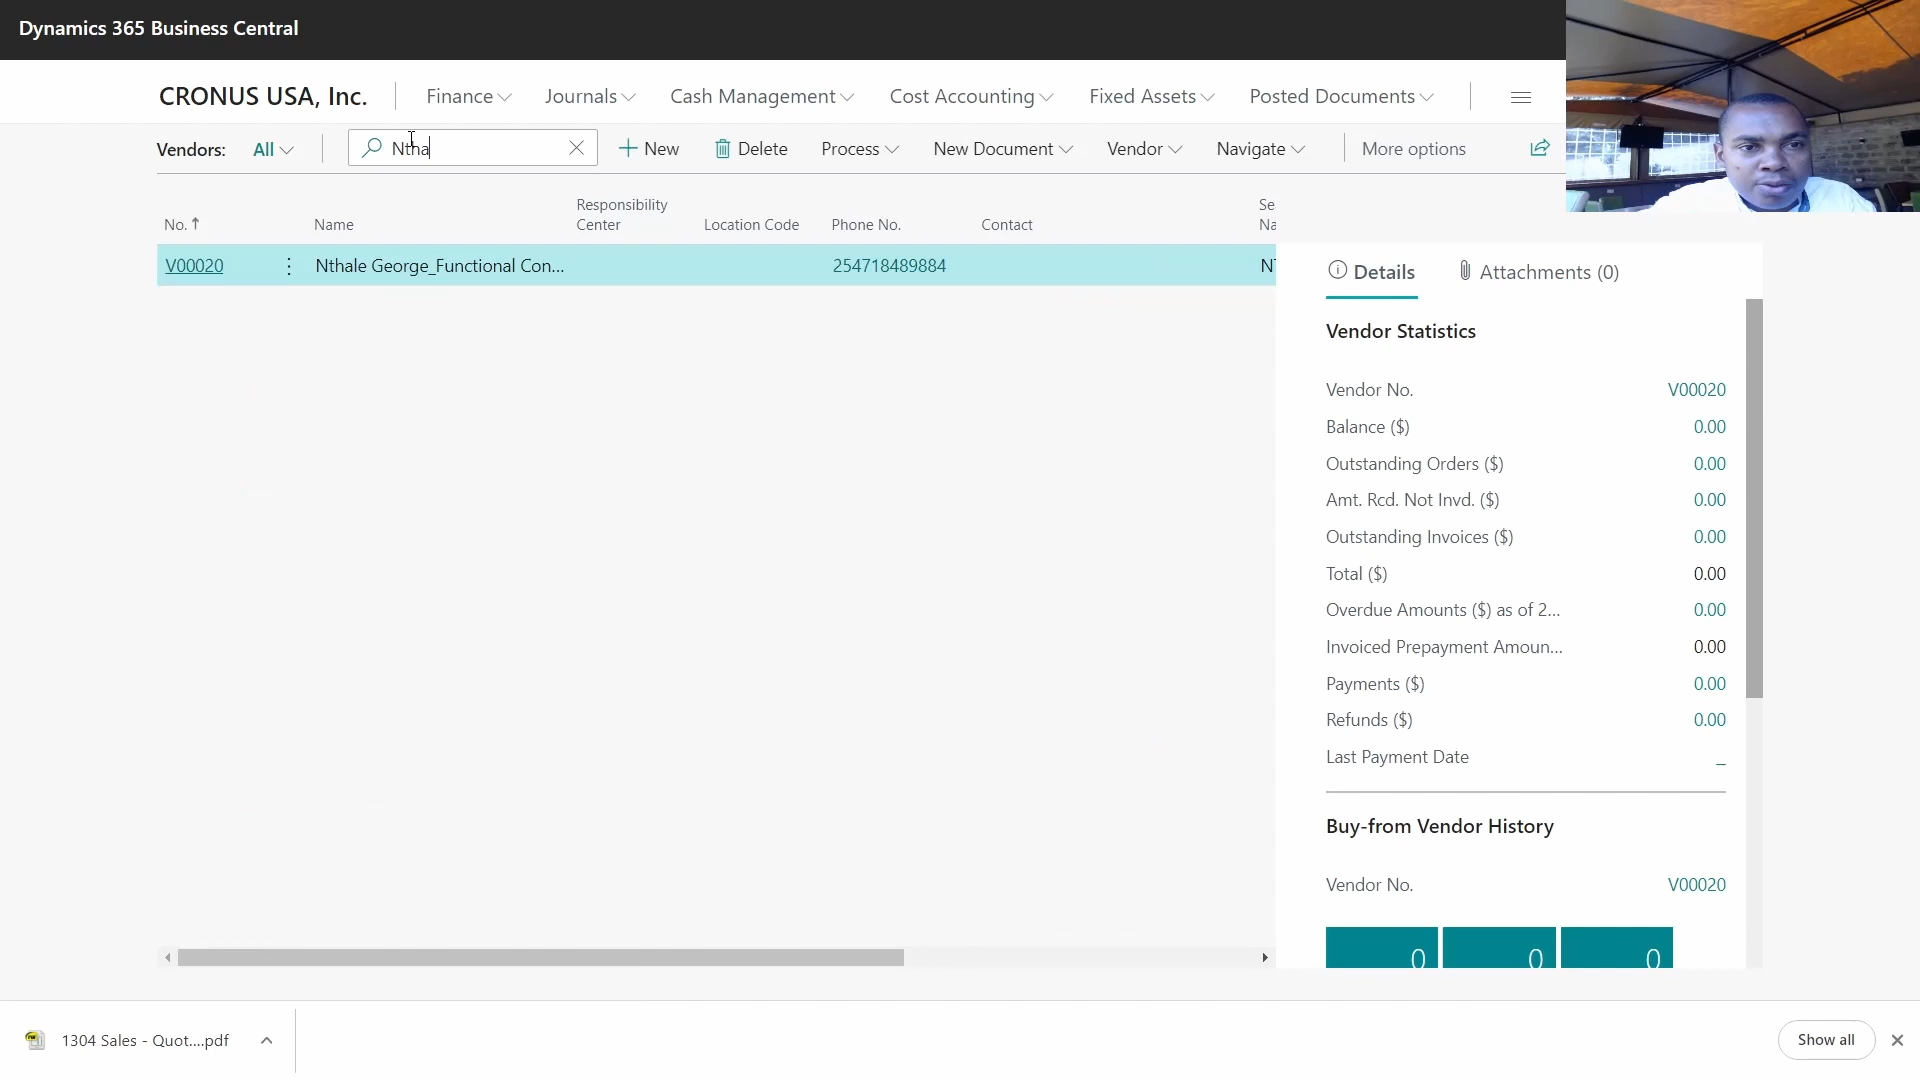 Dynamics 365 Business Central
CRONUS USA, Inc. Finance Journals Cash Management Cost Accounting Fixed Assets Posted Documents
Vendors: All Ntha New Delete Process New Document Vendor Navigate More options
No. Name Responsibility Center Location Code Phone No. Contact
V00020 Nthale George_Functional Con... 254718489884
Details Attachments (0)
Vendor Statistics
Vendor No. V00020
Balance ($) 0.00
Outstanding Orders ($) 0.00
Amt. Rcd. Not Invd. ($) 0.00
Outstanding Invoices ($) 0.00
Total ($) 0.00
Overdue Amounts ($) as of 2... 0.00
Invoiced Prepayment Amoun... 0.00
Payments ($) 0.00
Refunds ($) 0.00
Last Payment Date _
Buy-from Vendor History
Vendor No. V00020
0 0 0
1304 Sales - Quot....pdf Show all